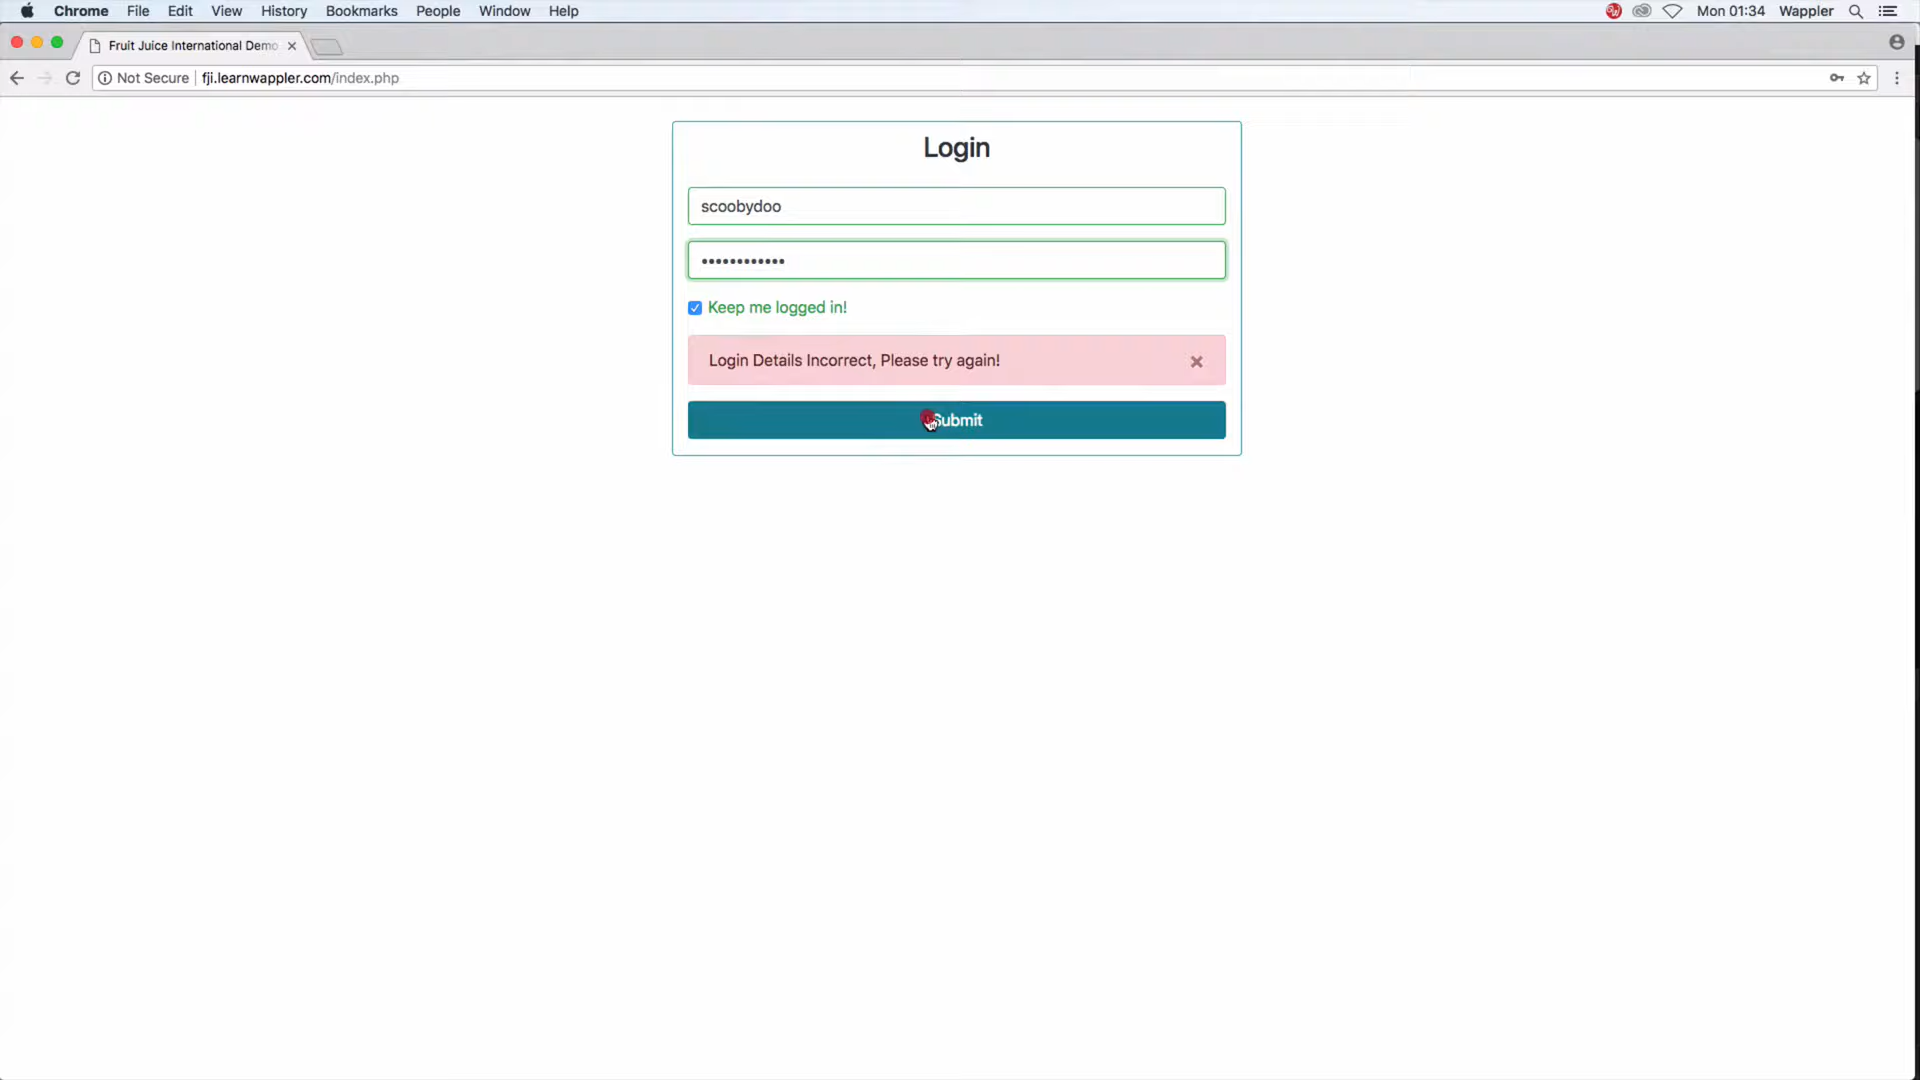 Chrome File Edit View History Bookmarks People Window Help Mon 01:34 Wappler
Fruit Juice International Demo
Not Secure fji.learnwappler.com/index.php
Login
scoobydoo
••••••••••••
Keep me logged in!
Login Details Incorrect, Please try again!
Submit